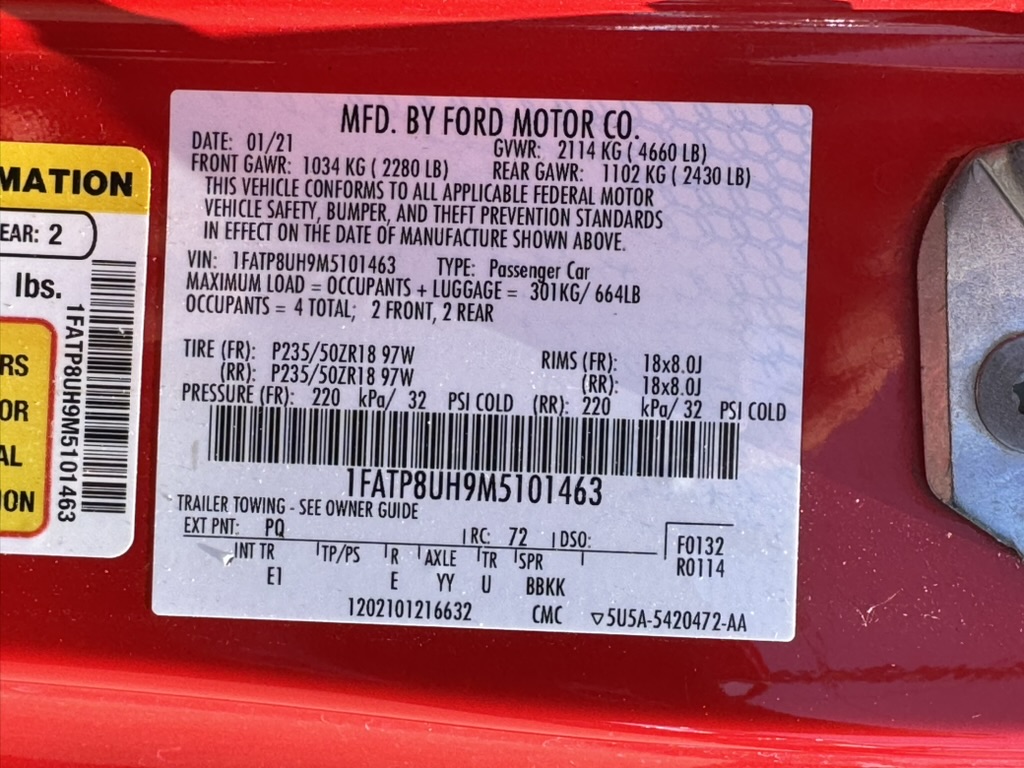 MATION
EAR: 2
lbs.
RS
OR
AL
ION
1FATP8UH9M5101463
MFD. BY FORD MOTOR CO.
DATE: 01/21 GVWR: 2114 KG ( 4660 LB)
FRONT GAWR: 1034 KG ( 2280 LB) REAR GAWR: 1102 KG ( 2430 LB)
THIS VEHICLE CONFORMS TO ALL APPLICABLE FEDERAL MOTOR
VEHICLE SAFETY, BUMPER, AND THEFT PREVENTION STANDARDS
IN EFFECT ON THE DATE OF MANUFACTURE SHOWN ABOVE.
VIN: 1FATP8UH9M5101463 TYPE: Passenger Car
MAXIMUM LOAD = OCCUPANTS + LUGGAGE = 301KG/ 664LB
OCCUPANTS = 4 TOTAL; 2 FRONT, 2 REAR
TIRE (FR): P235/50ZR18 97W RIMS (FR): 18x8.0J
(RR): P235/50ZR18 97W (RR): 18x8.0J
PRESSURE (FR): 220 kPa/ 32 PSI COLD (RR): 220 kPa/ 32 PSI COLD
1FATP8UH9M5101463
TRAILER TOWING - SEE OWNER GUIDE
EXT PNT: PQ RC: 72 DSO: F0132
INT TR TP/PS R AXLE TR SPR R0114
E1 E YY U BBKK
1202101216632 CMC ▽5U5A-5420472-AA